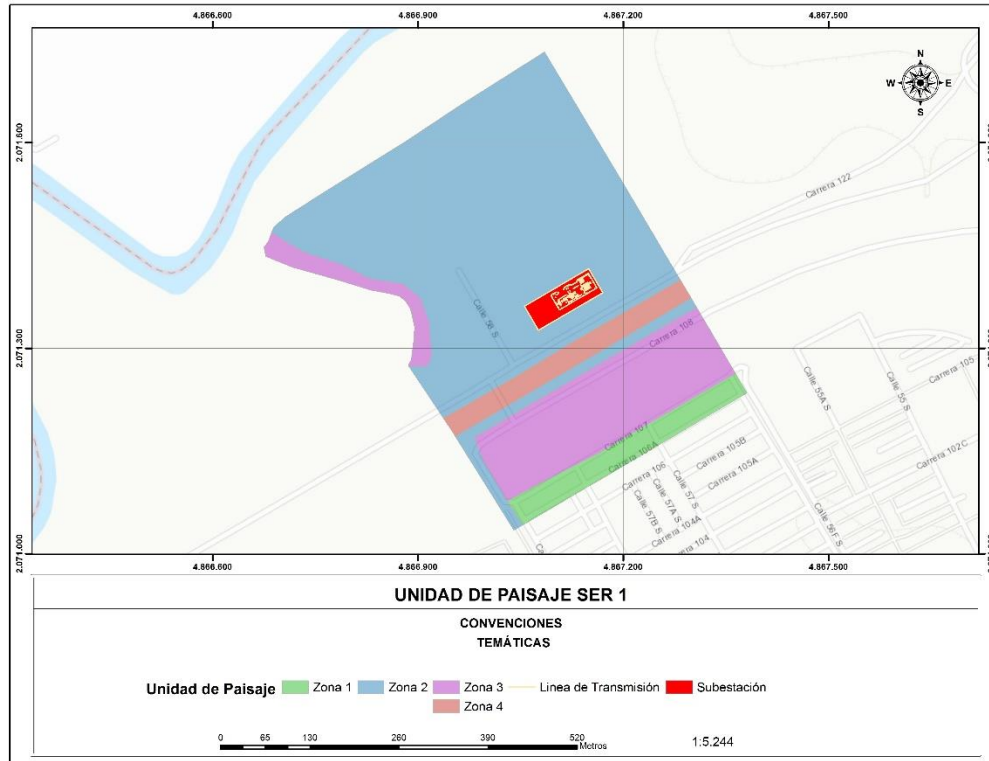 4.866.600 4.866.900 4.867.200 4.867.500
N
W E
S
2.071.600
Carrera 122
Calle 58 S
2.071.300
Carrera 108
Calle 55A S
Calle 55 S
Carrera 105
Carrera 107
Carrera 106A
Carrera 106
Carrera 105B
Carrera 105A
Carrera 102C
Calle 57 S
Calle 57A S
Calle 57B S
Carrera 104A
Carrera 104
Calle 56F S
2.071.000
4.866.600 4.866.900 4.867.200 4.867.500
UNIDAD DE PAISAJE SER 1
CONVENCIONES
TEMÁTICAS
Unidad de Paisaje Zona 1 Zona 2 Zona 3 Linea de Transmisión Subestación
Zona 4
0 65 130 260 390 520
Metros
1:5.244